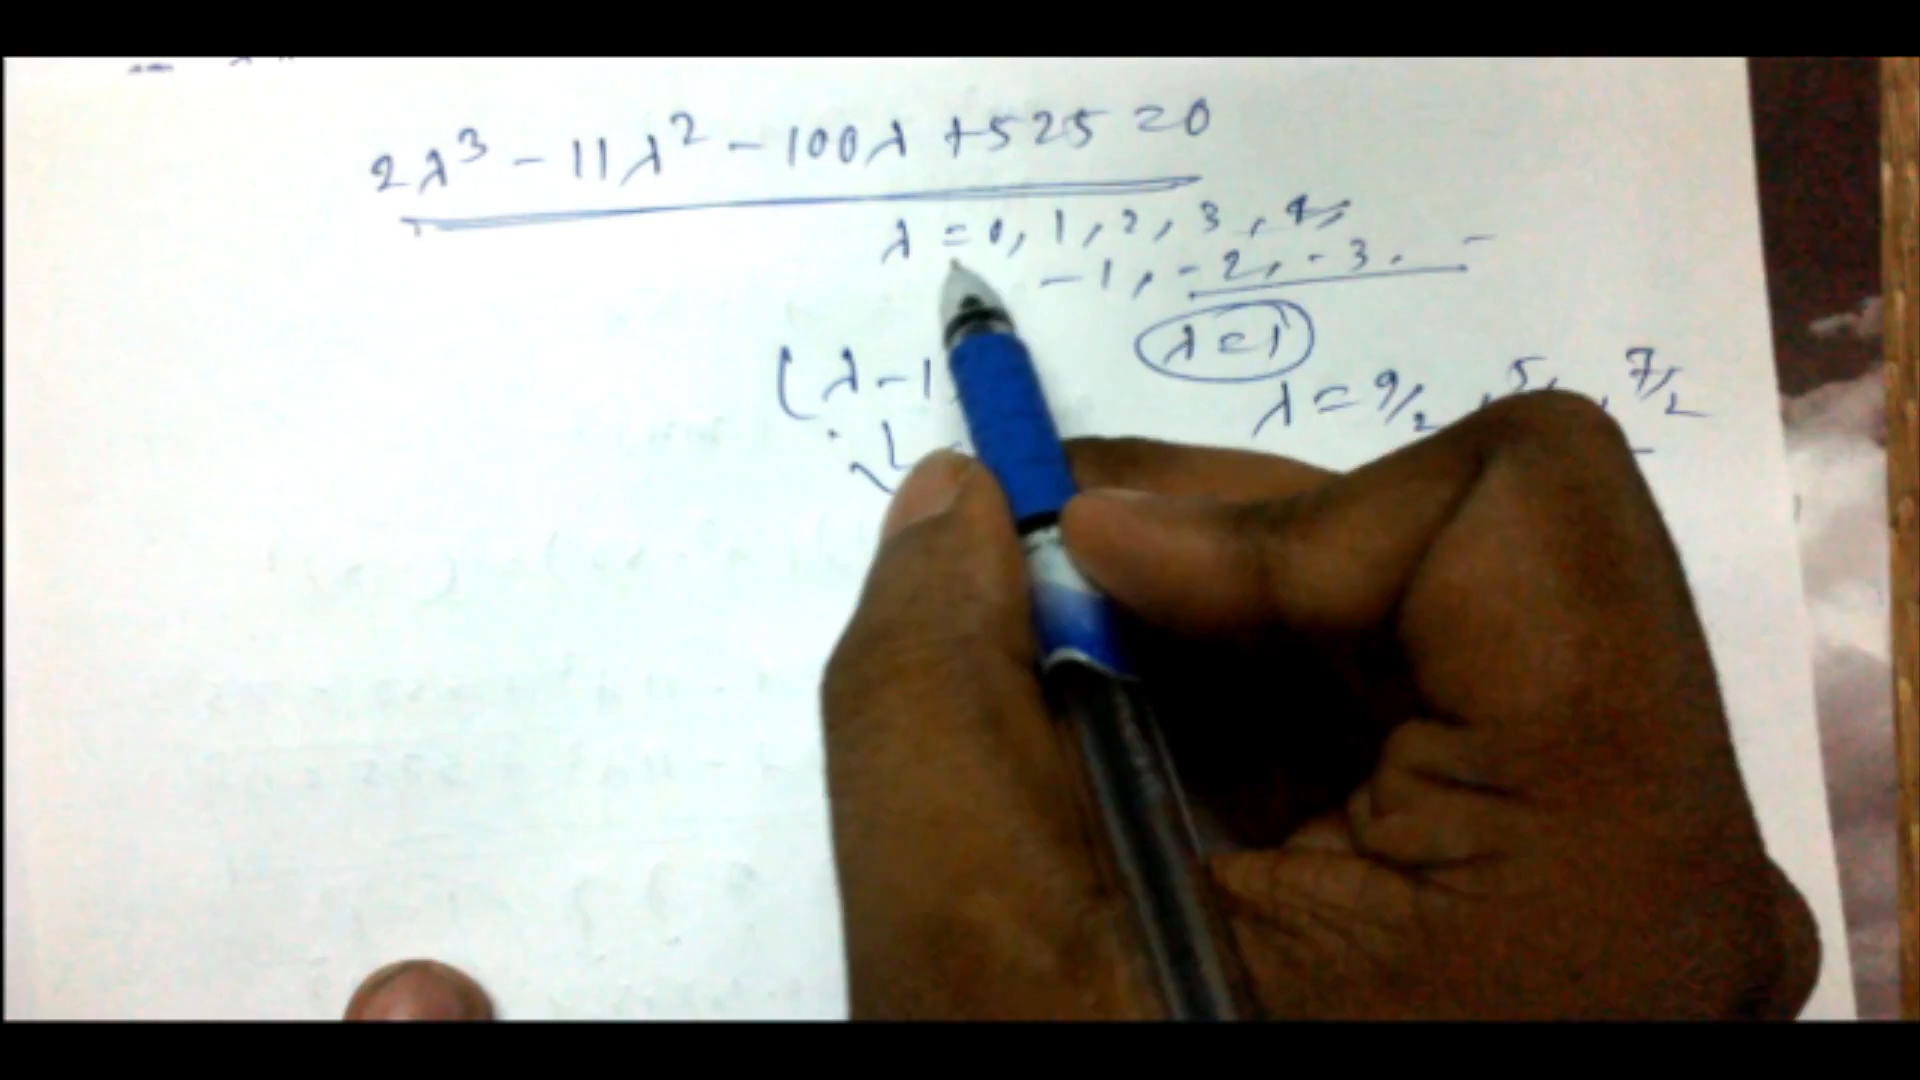 2λ³ - 11λ² - 100λ + 525 = 0
λ = 0, 1, 2, 3, 4,
-1, -2, -3. -
λ = 1
(λ - 1
λ = 9/2, 5/ , 7/2